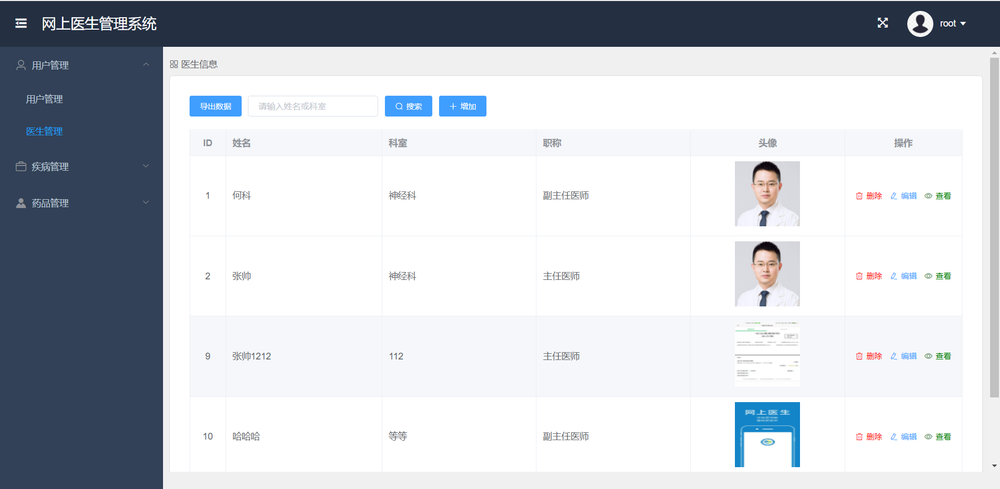 网上医生管理系统
root
用户管理
用户管理
医生管理
疾病管理
药品管理
医生信息
导出数据 请输入姓名或科室 搜索 增加
ID 姓名 科室 职称 头像 操作
1 何科 神经科 副主任医师 删除 编辑 查看
2 张帅 神经科 主任医师 删除 编辑 查看
9 张帅1212 112 主任医师 删除 编辑 查看
网上医生
10 哈哈哈 等等 副主任医师 删除 编辑 查看